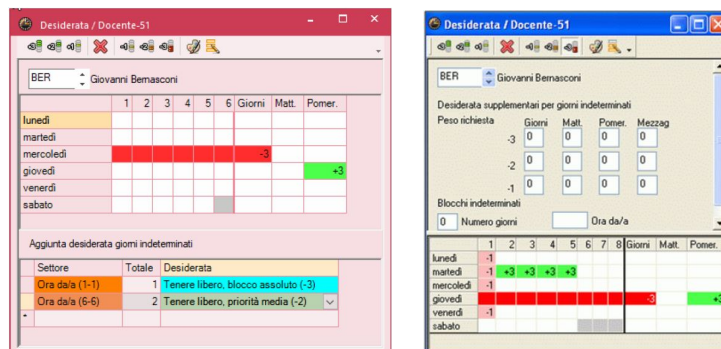 Desiderata / Docente-51
BER Giovanni Bernasconi
1 2 3 4 5 6 Giorni Matt. Pomer.
lunedì
martedì
mercoledì -3
giovedì +3
venerdì
sabato
Aggiunta desiderata giorni indeterminati
Settore Totale Desiderata
Ora da/a (1-1) 1 Tenere libero, blocco assoluto (-3)
Ora da/a (6-6) 2 Tenere libero, priorità media (-2)
Desiderata / Docente-51
BER Giovanni Bernasconi
Desiderata supplementari per giorni indeterminati
Peso richiesta Giorni Matt. Pomer. Mezzag
-3 0 0 0 0
-2 0 0 0 0
-1 0 0 0 0
Blocchi indeterminati
0 Numero giorni Ora da/a
1 2 3 4 5 6 7 8 Giorni Matt. Pomer.
lunedì -1
martedì -1 +3 +3 +3 +3
mercoledì -1
giovedì -3 +3
venerdì -1
sabato